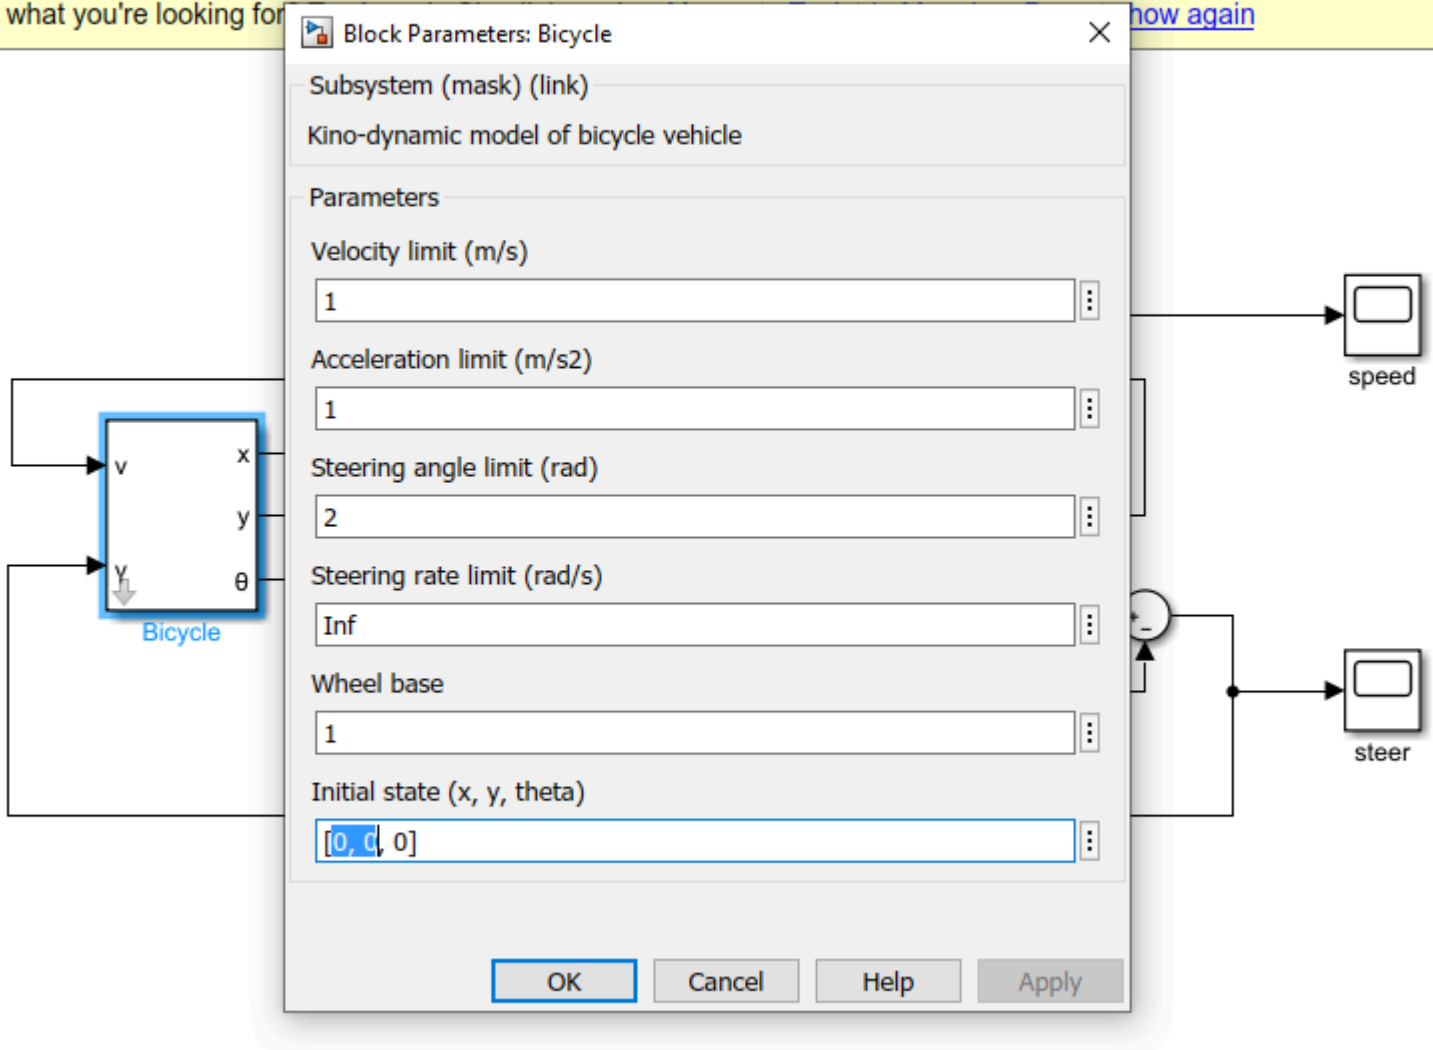 what you're looking for
how again
Block Parameters: Bicycle
Subsystem (mask) (link)
Kino-dynamic model of bicycle vehicle
Parameters
Velocity limit (m/s)
1
Acceleration limit (m/s2)
1
Steering angle limit (rad)
2
Steering rate limit (rad/s)
Inf
Wheel base
1
Initial state (x, y, theta)
[0, 0, 0]
OK Cancel Help Apply
v
x
y
γ
θ
Bicycle
speed
+
-
steer